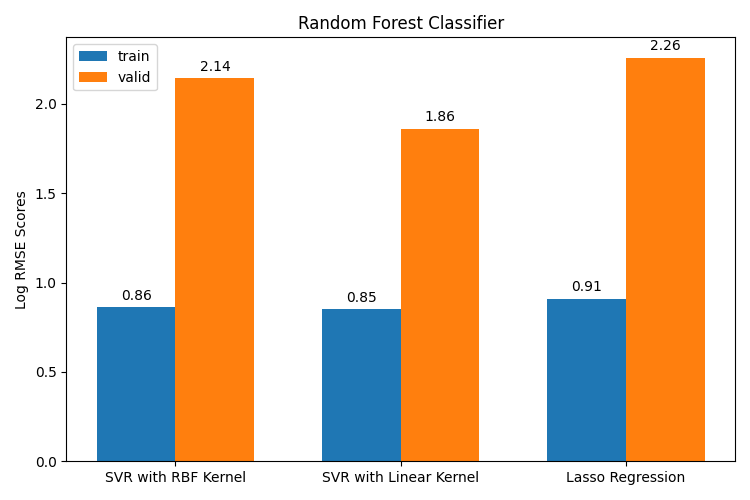 Random Forest Classifier
train
valid
2.14
1.86
2.26
0.86
0.85
0.91
Log RMSE Scores
2.0
1.5
1.0
0.5
0.0
SVR with RBF Kernel
SVR with Linear Kernel
Lasso Regression